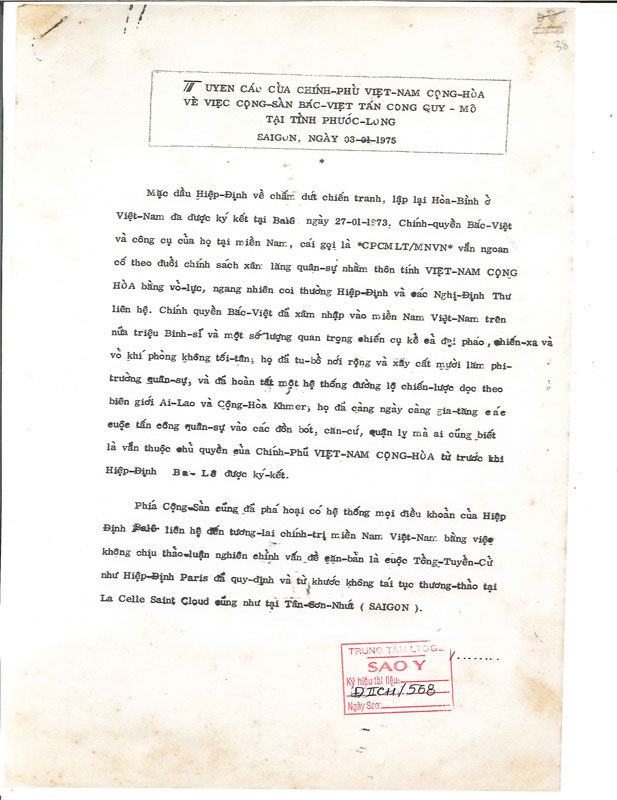 38
TUYEN CÁO CỦA CHÍNH-PHỦ VIỆT-NAM CỘNG-HÒA
VỀ VIỆC CỘNG-SẢN BẮC-VIỆT TẤN CONG QUY - MÔ
TẠI TỈNH PHƯỚC-LONG
SAIGON, NGÀY 03-01-1975
*
Mặc dầu Hiệp-Định về chấm dứt chiến tranh, lập lại Hòa-Bình ở
Việt-Nam đa được ký kết tại Balê ngày 27-01-1973. Chính-quyền Bắc-Việt
và công cụ của họ tại miền Nam, cái gọi là *CPCMLT/MNVN* vẫn ngoan
cố theo đuổi chính sách xâm lăng quân-sự nhằm thôn tính VIỆT-NAM CỘNG
HÒA bằng võ-lực, ngang nhiên coi thường Hiệp-Định và các Nghị-Định Thư
liên hệ. Chính quyền Bắc-Việt đã xâm nhập vào miền Nam Việt-Nam trên
nửa triệu Binh-sĩ và một số lượng quan trọng chiến cụ kể cả đại pháo, chiến-xa và
võ khí phòng không tối-tân; họ đã tu-bổ nới rộng và xây cất mười lăm phi-
trường quân-sự, và đã hoàn tất một hệ thống đường lộ chiến-lược dọc theo
biên giới Ai-Lao và Cộng-Hòa Khmer; họ đã càng ngày càng gia-tăng các
cuộc tấn công quân-sự vào các đồn bót, căn-cứ, quận lỵ mà ai cũng biết
là vẫn thuộc chủ quyền của Chính-Phủ VIỆT-NAM CỘNG-HÒA từ trước khi
Hiệp-Định Ba-Lê được ký-kết.
Phía Cộng-Sản cũng đã phá hoại có hệ thống mọi điều khoản của Hiệp
Định Palê liên hệ đến tương-lai chính-trị miền Nam Việt-Nam bằng việc
không chịu thảo-luận nghiên chỉnh vấn đề căn-bản là cuộc Tổng-Tuyển-Cử
như Hiệp-Định Paris đã quy-định và từ khước không tái tục thương-thảo tại
La Celle Saint Cloud cũng như tại Tân-Sơn-Nhứt ( SAIGON ).
/........
TRUNG TÂM LTQG2
SAO Y
Ký hiệu tài liệu:
ĐIICH/568
Ngày Sao: